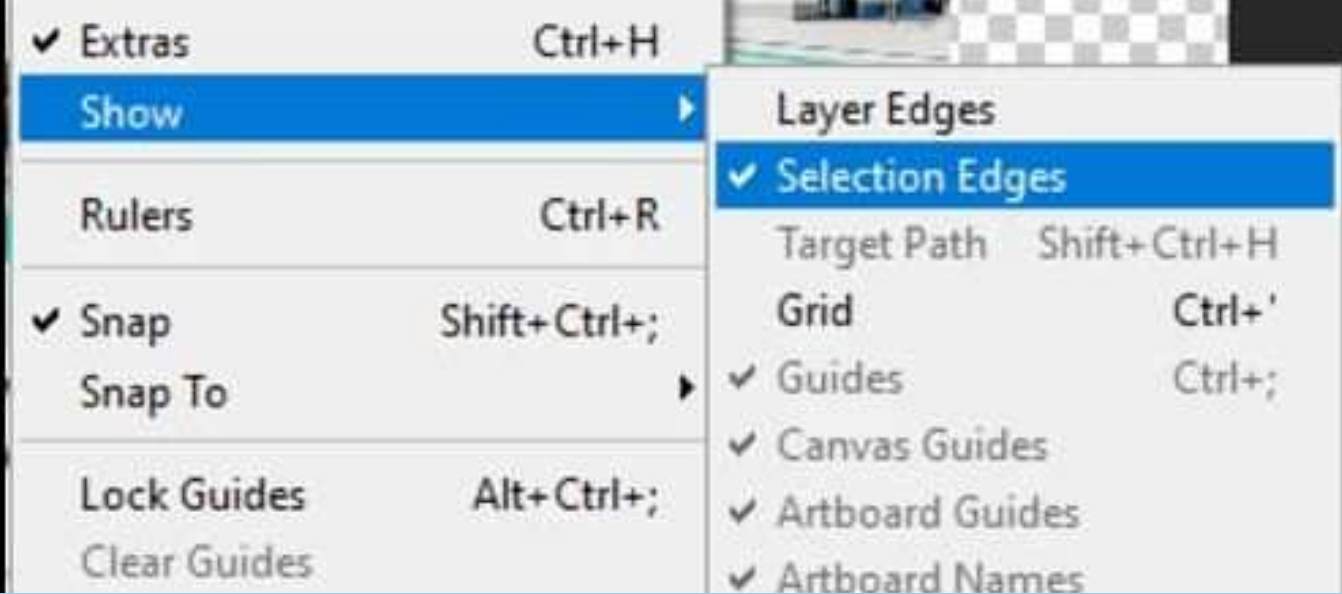 Extras Ctrl+H
Show
Rulers Ctrl+R
Snap Shift+Ctrl+;
Snap To
Lock Guides Alt+Ctrl+;
Clear Guides
Layer Edges
Selection Edges
Target Path Shift+Ctrl+H
Grid Ctrl+'
Guides Ctrl+;
Canvas Guides
Artboard Guides
Artboard Names